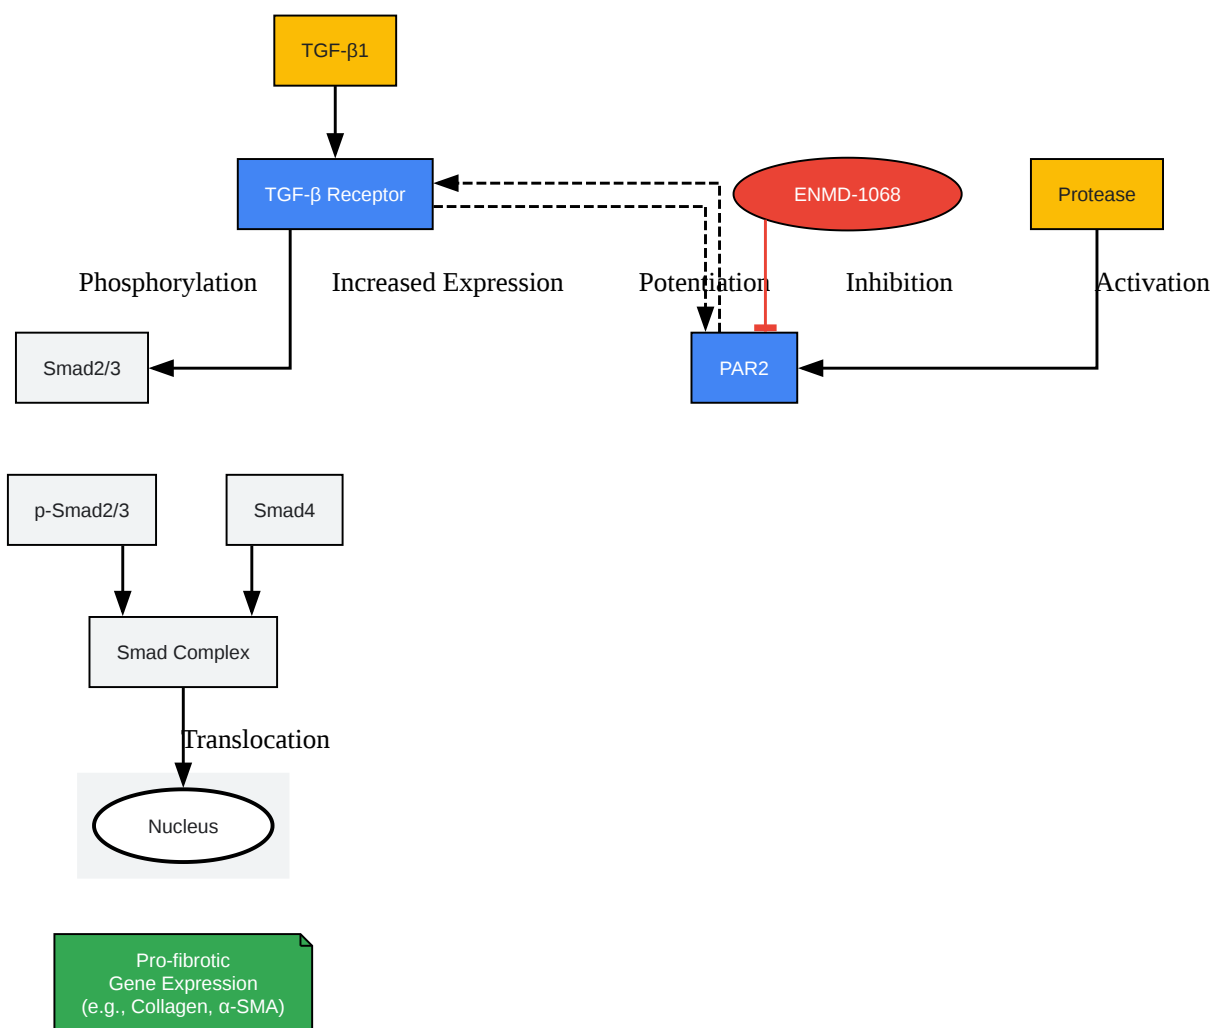 TGF-β1
TGF-β Receptor
ENMD-1068
Protease
Phosphorylation
Increased Expression
Potentiation
Inhibition
Activation
Smad2/3
PAR2
p-Smad2/3
Smad4
Smad Complex
Translocation
Nucleus
Pro-fibrotic
Gene Expression
(e.g., Collagen, α-SMA)